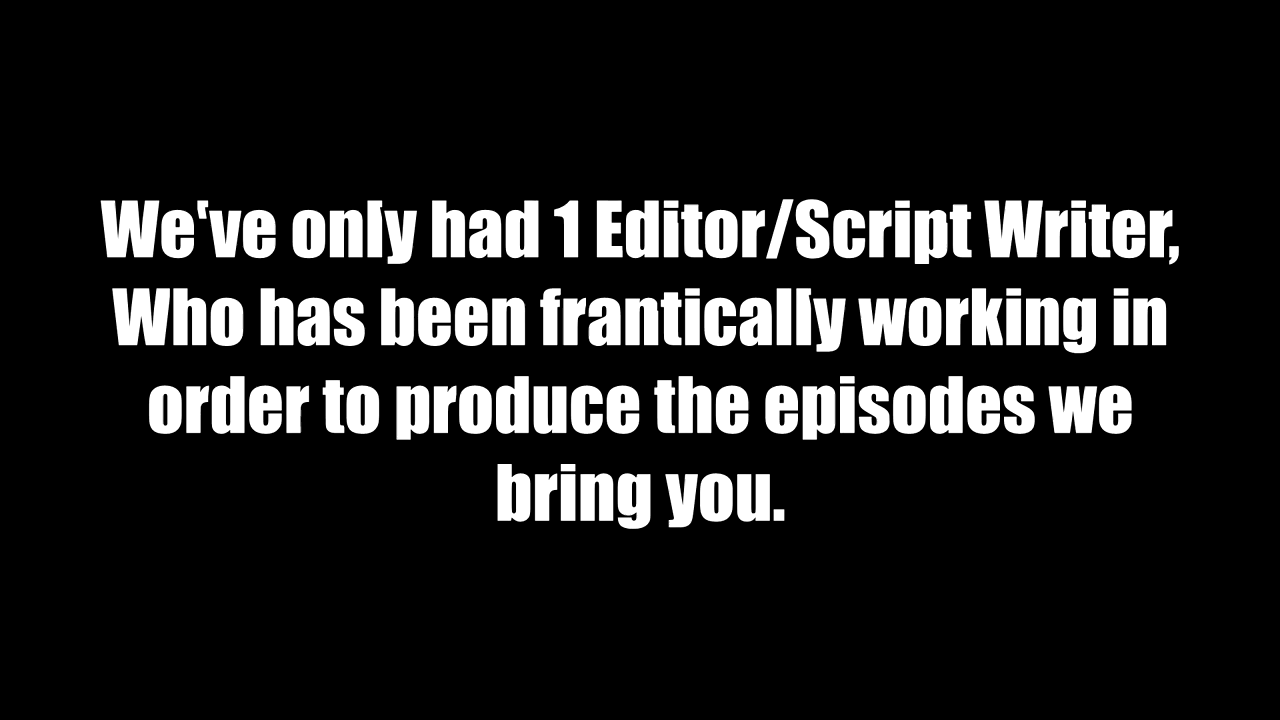 We've only had 1 Editor/Script Writer,
Who has been frantically working in
order to produce the episodes we
bring you.